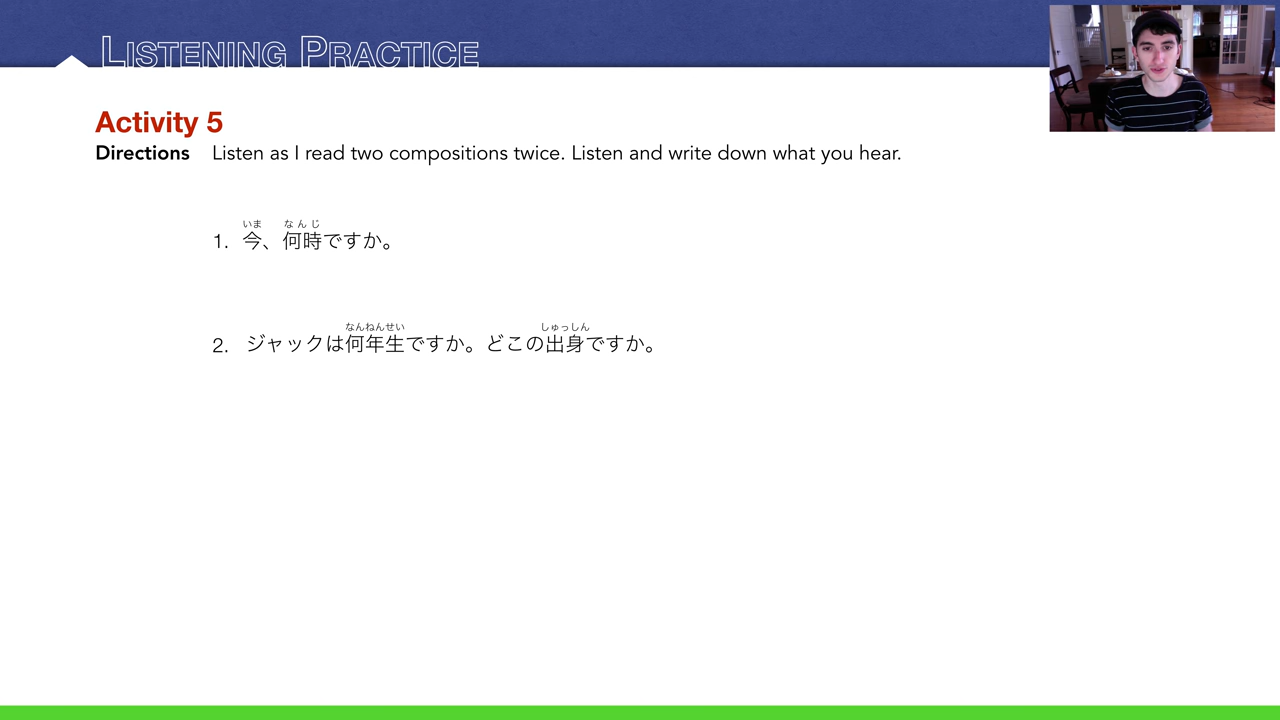 LISTENING PRACTICE
Activity 5
Directions Listen as I read two compositions twice. Listen and write down what you hear.
いま なんじ
1. 今、何時ですか。
なんねんせい しゅっしん
2. ジャックは何年生ですか。どこの出身ですか。